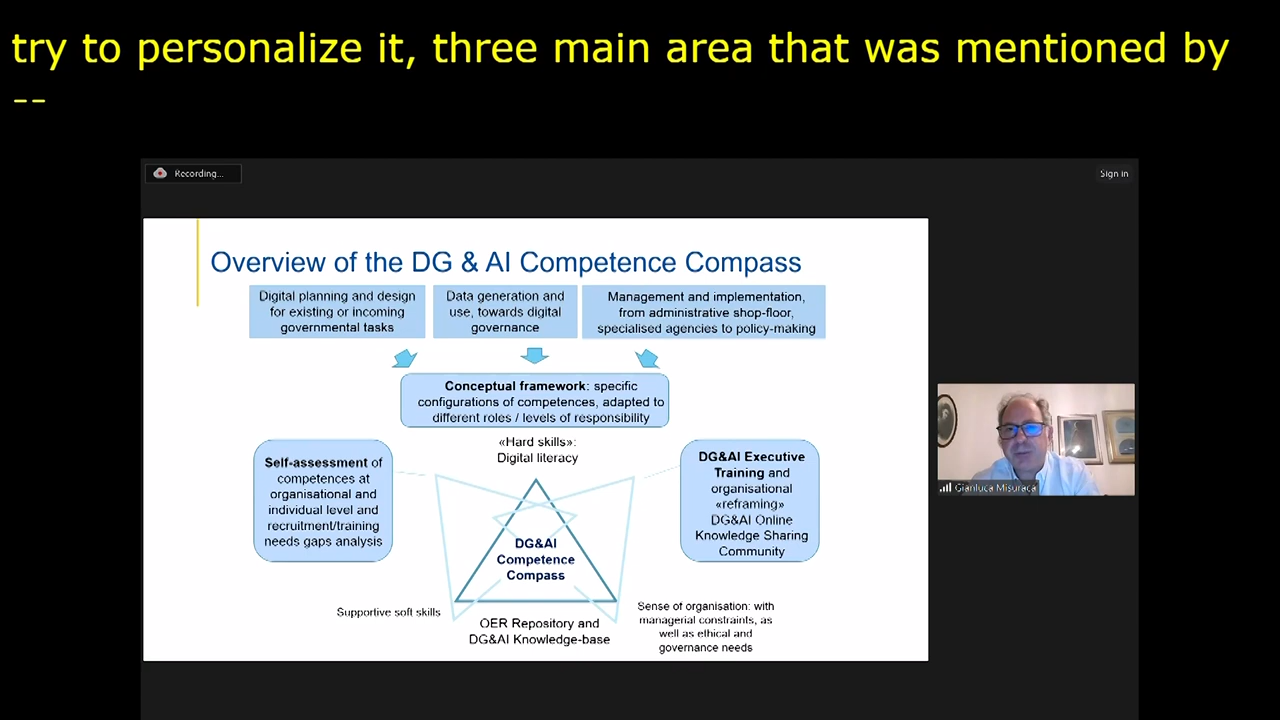 try to personalize it, three main area that was mentioned by
--
Recording...
Sign in
Overview of the DG & AI Competence Compass
Digital planning and design
for existing or incoming
governmental tasks
Data generation and
use, towards digital
governance
Management and implementation,
from administrative shop-floor,
specialised agencies to policy-making
Conceptual framework: specific
configurations of competences, adapted to
different roles / levels of responsibility
«Hard skills»:
Digital literacy
Self-assessment of
competences at
organisational and
individual level and
recruitment/training
needs gaps analysis
DG&AI Executive
Training and
organisational
«reframing»
DG&AI Online
Knowledge Sharing
Community
DG&AI
Competence
Compass
Supportive soft skills
OER Repository and
DG&AI Knowledge-base
Sense of organisation: with
managerial constraints, as
well as ethical and
governance needs
Gianluca Misuraca